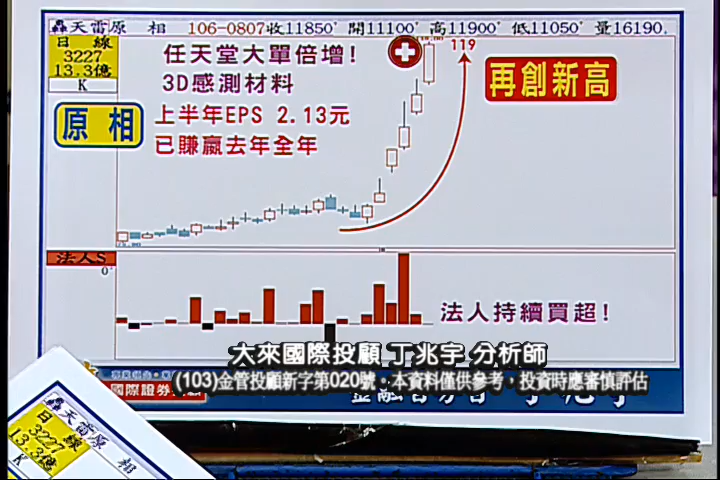 天雷原 相 106-0807收11850' 開11100' 高11900' 低11050' 量16190.
日 線
3227
13.3億
K
任天堂大單倍增!
3D感測材料
119
再創新高
原 相
上半年EPS 2.13元
已賺贏去年全年
法人S
0'
法人持續買超!
大來國際投顧 丁兆宇 分析師
(103)金管投顧新字第020號,本資料僅供參考,投資時應審慎評估
國際證券
天雷原 相
日 線
3227
13.3億
K